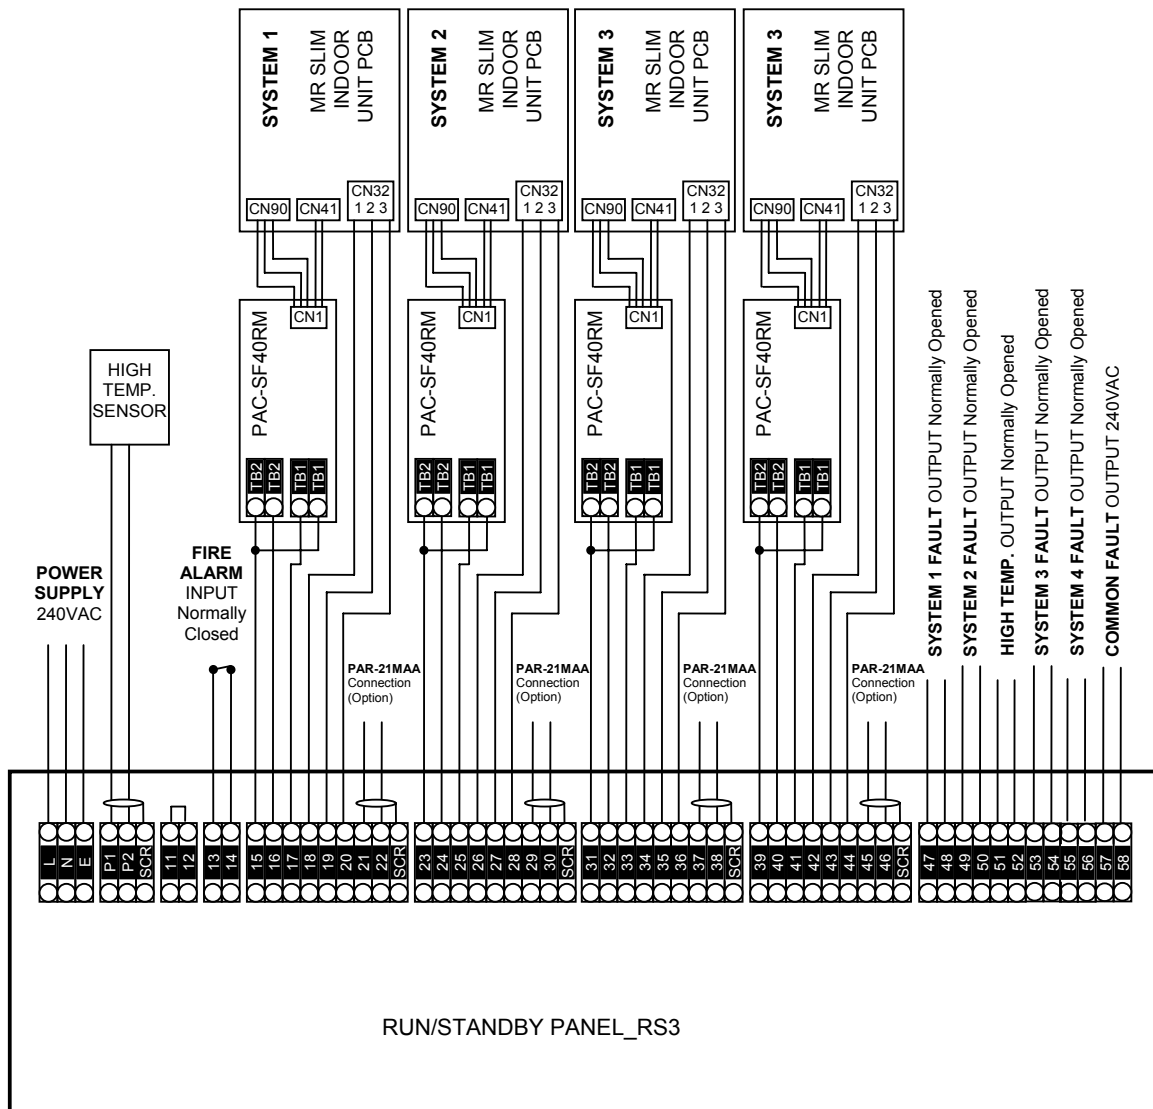 SYSTEM 1
MR SLIM
INDOOR
UNIT PCB
CN90
CN41
CN32
1 2 3
SYSTEM 2
MR SLIM
INDOOR
UNIT PCB
CN90
CN41
CN32
1 2 3
SYSTEM 3
MR SLIM
INDOOR
UNIT PCB
CN90
CN41
CN32
1 2 3
SYSTEM 3
MR SLIM
INDOOR
UNIT PCB
CN90
CN41
CN32
1 2 3
PAC-SF40RM
CN1
TB2
TB2
TB1
TB1
PAC-SF40RM
CN1
TB2
TB2
TB1
TB1
PAC-SF40RM
CN1
TB2
TB2
TB1
TB1
PAC-SF40RM
CN1
TB2
TB2
TB1
TB1
HIGH
TEMP.
SENSOR
POWER
SUPPLY
240VAC
FIRE
ALARM
INPUT
Normally
Closed
PAR-21MAA
Connection
(Option)
PAR-21MAA
Connection
(Option)
PAR-21MAA
Connection
(Option)
PAR-21MAA
Connection
(Option)
SYSTEM 1 FAULT OUTPUT Normally Opened
SYSTEM 2 FAULT OUTPUT Normally Opened
HIGH TEMP. OUTPUT Normally Opened
SYSTEM 3 FAULT OUTPUT Normally Opened
SYSTEM 4 FAULT OUTPUT Normally Opened
COMMON FAULT OUTPUT 240VAC
L
N
E
P1
P2
SCR
11
12
13
14
15
16
17
18
19
20
21
22
SCR
23
24
25
26
27
28
29
30
SCR
31
32
33
34
35
36
37
38
SCR
39
40
41
42
43
44
45
46
SCR
47
48
49
50
51
52
53
54
55
56
57
58
RUN/STANDBY PANEL_RS3